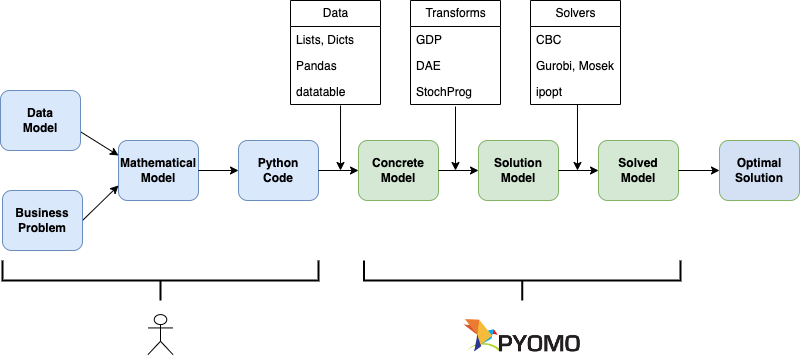 Data
Lists, Dicts
Pandas
datatable
Transforms
GDP
DAE
StochProg
Solvers
CBC
Gurobi, Mosek
ipopt
Data
Model
Business
Problem
Mathematical
Model
Python
Code
Concrete
Model
Solution
Model
Solved
Model
Optimal
Solution
PYOMO